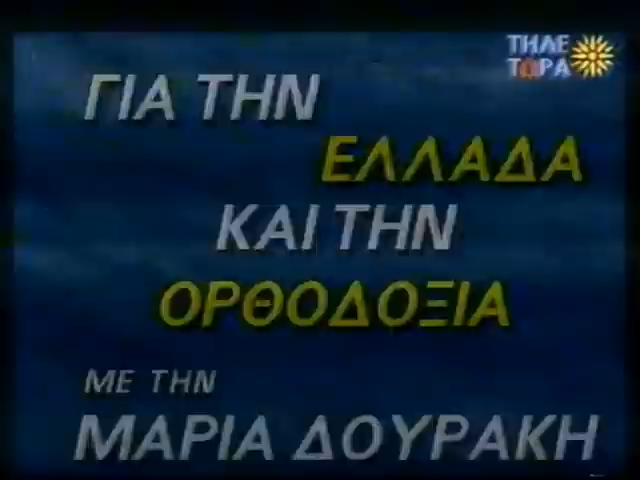 ΤΗΛΕ
ΤΩΡΑ
ΓΙΑ ΤΗΝ
ΕΛΛΑΔΑ
ΚΑΙ ΤΗΝ
ΟΡΘΟΔΟΞΙΑ
ΜΕ ΤΗΝ
ΜΑΡΙΑ ΔΟΥΡΑΚΗ